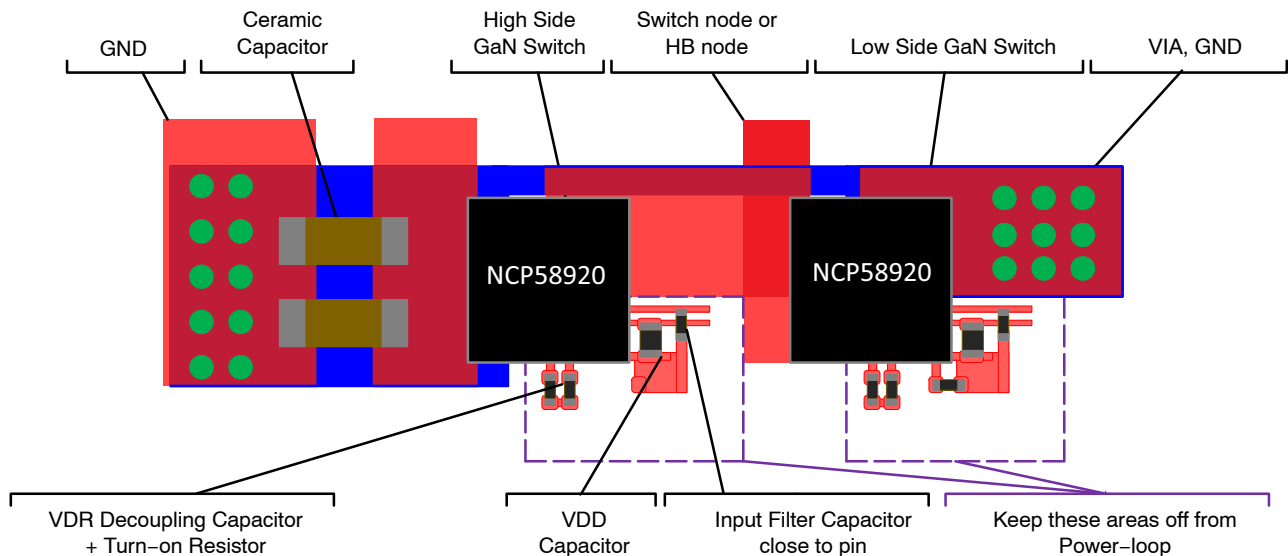 GND
Ceramic
Capacitor
High Side
GaN Switch
Switch node or
HB node
Low Side GaN Switch
VIA, GND
NCP58920
NCP58920
VDR Decoupling Capacitor
+ Turn−on Resistor
VDD
Capacitor
Input Filter Capacitor
close to pin
Keep these areas off from
Power−loop